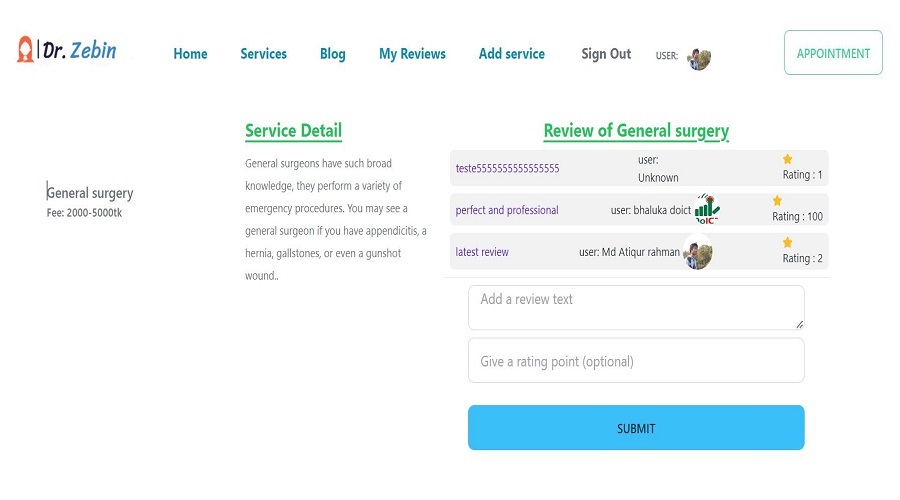 Dr. Zebin
Home Services Blog My Reviews Add service Sign Out USER: APPOINTMENT
General surgery
Fee: 2000-5000tk
Service Detail
General surgeons have such broad
knowledge, they perform a variety of
emergency procedures. You may see a
general surgeon if you have appendicitis, a
hernia, gallstones, or even a gunshot
wound..
Review of General surgery
teste5555555555555555 user: Unknown Rating : 1
perfect and professional user: bhaluka doict Rating : 100
latest review user: Md Atiqur rahman Rating : 2
Add a review text
Give a rating point (optional)
SUBMIT